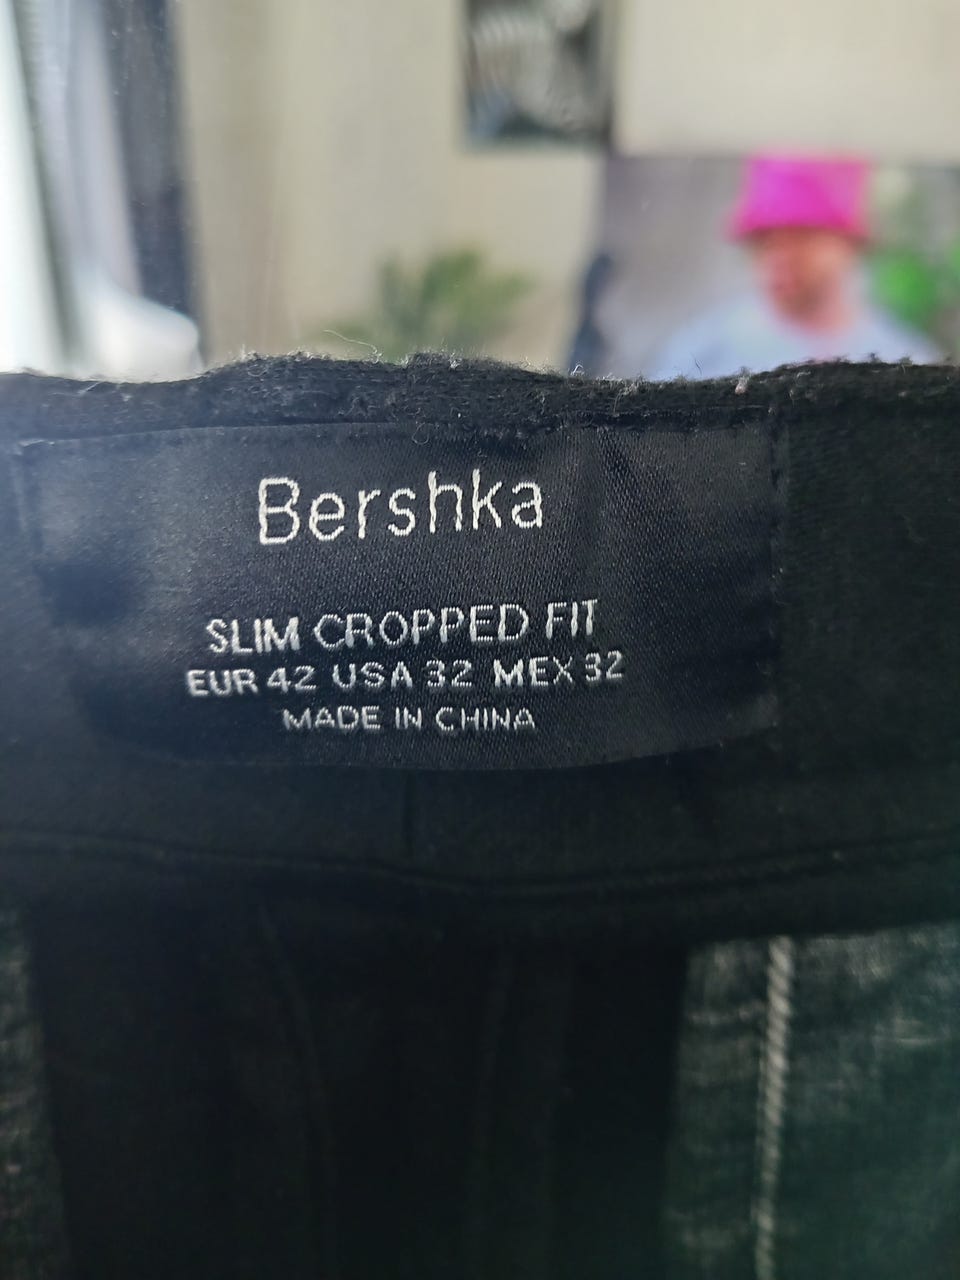 Bershka
SLIM CROPPED FIT
EUR 42 USA 32 MEX 32
MADE IN CHINA